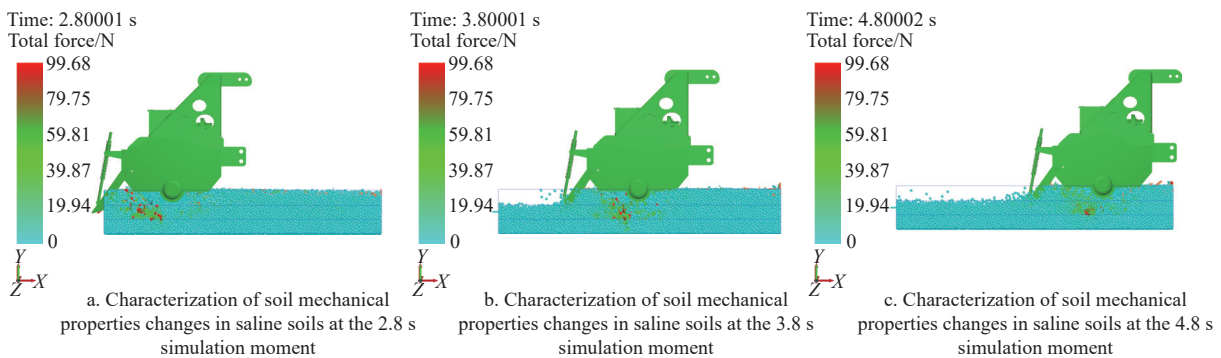 Time: 2.80001 s
Total force/N
99.68
79.75
59.81
39.87
19.94
0
Y
Z X
a. Characterization of soil mechanical
properties changes in saline soils at the 2.8 s
simulation moment
Time: 3.80001 s
Total force/N
99.68
79.75
59.81
39.87
19.94
0
Y
Z X
b. Characterization of soil mechanical
properties changes in saline soils at the 3.8 s
simulation moment
Time: 4.80002 s
Total force/N
99.68
79.75
59.81
39.87
19.94
0
Y
Z X
c. Characterization of soil mechanical
properties changes in saline soils at the 4.8 s
simulation moment